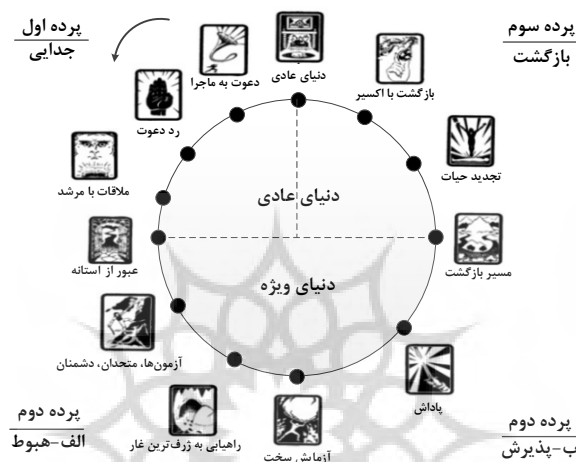 پرده اول
جدایی
پرده سوم
بازگشت
دنیای عادی
دعوت به ماجرا
رد دعوت
ملاقات با مرشد
عبور از استانه
آزمون‌ها، متحدان، دشمنان
راهیابی به ژرف‌ترین غار
آزمایش سخت
پاداش
مسیر بازگشت
تجدید حیات
بازگشت با اکسیر
دنیای عادی
دنیای ویژه
پرده دوم
الف-هبوط
پرده دوم
ب-پذیرش